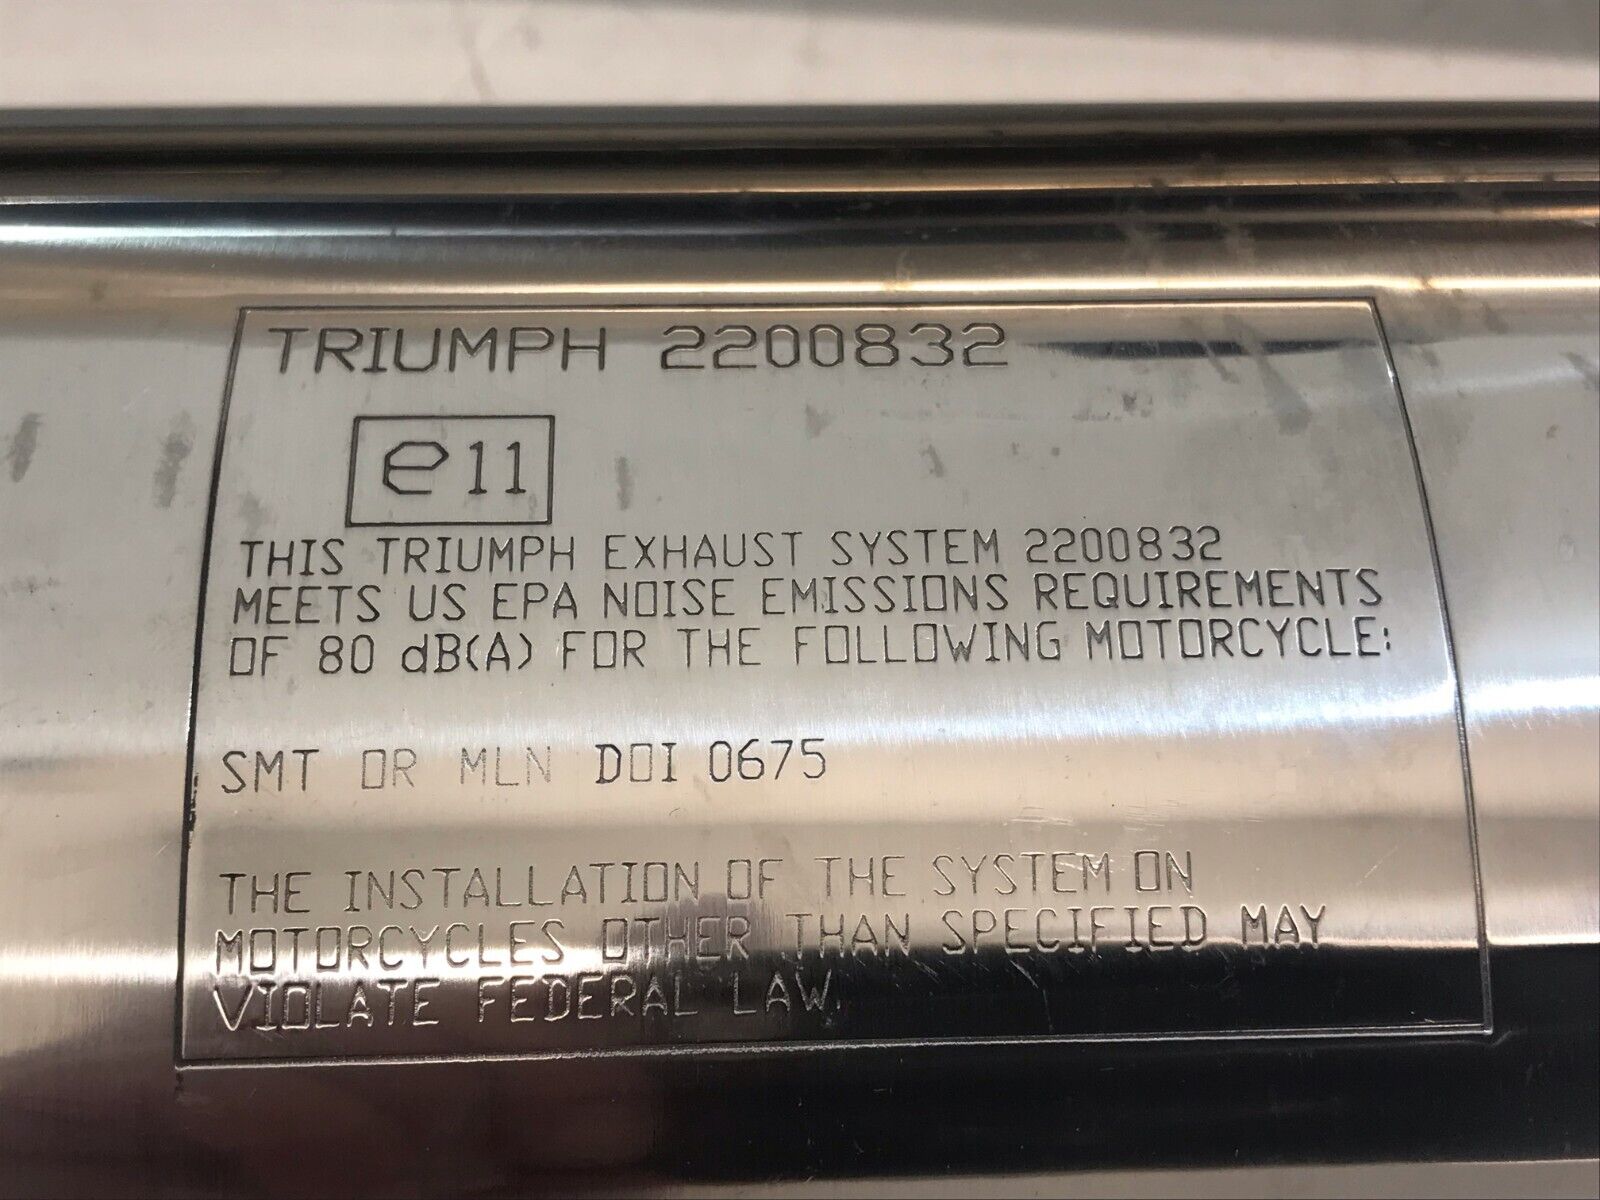 TRIUMPH 2200832
e11
THIS TRIUMPH EXHAUST SYSTEM 2200832
MEETS US EPA NOISE EMISSIONS REQUIREMENTS
OF 80 dB(A) FOR THE FOLLOWING MOTORCYCLE:
SMT OR MLN DOI 0675
THE INSTALLATION OF THE SYSTEM ON
MOTORCYCLES OTHER THAN SPECIFIED MAY
VIOLATE FEDERAL LAW.